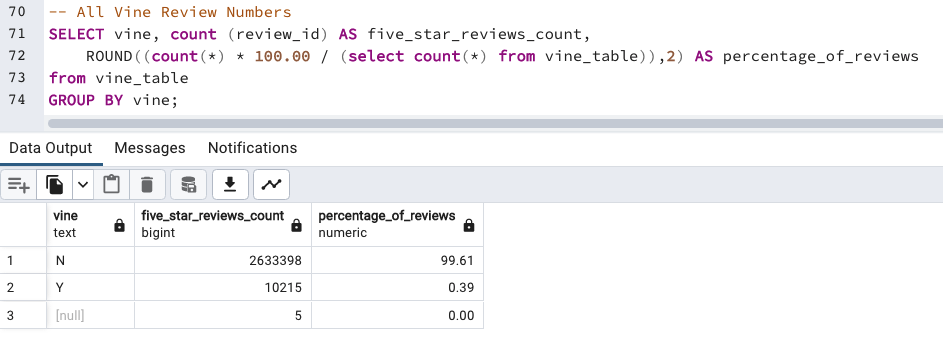 70 -- All Vine Review Numbers
71 SELECT vine, count (review_id) AS five_star_reviews_count,
72 ROUND((count(*) * 100.00 / (select count(*) from vine_table)),2) AS percentage_of_reviews
73 from vine_table
74 GROUP BY vine;
Data Output Messages Notifications
vine five_star_reviews_count percentage_of_reviews
text bigint numeric
1 N 2633398 99.61
2 Y 10215 0.39
3 [null] 5 0.00